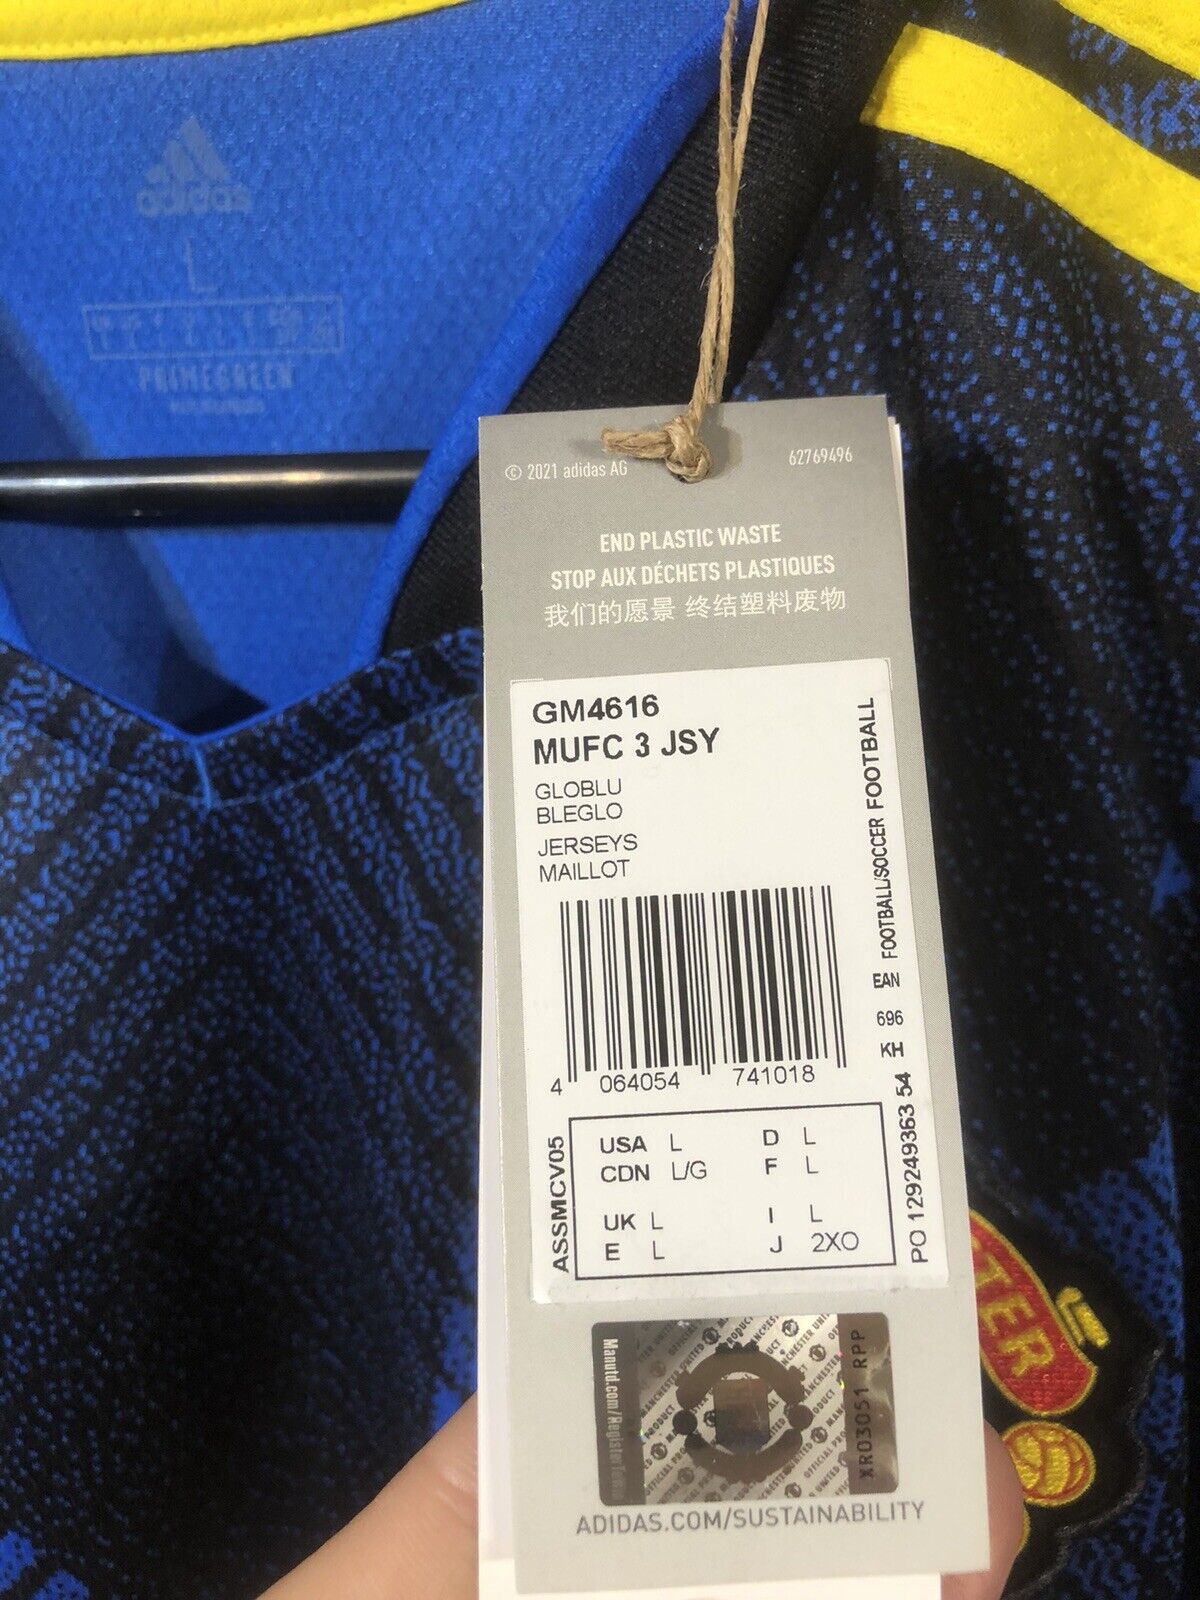 adidas
L
PRIMEGREEN
© 2021 adidas AG
62769496
END PLASTIC WASTE
STOP AUX DÉCHETS PLASTIQUES
我们的愿景 终结塑料废物
GM4616
MUFC 3 JSY
GLOBLU
BLEGLO
JERSEYS
MAILLOT
4 064054 741018
USA L D L
CDN L/G F L
UK L I L
E L J 2XO
ASSMCV05
PO 129249363 54 KH 696 EAN FOOTBALL/SOCCER FOOTBALL
XR03051 RPP
ADIDAS.COM/SUSTAINABILITY
TER